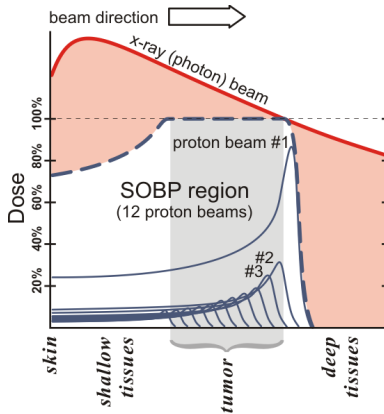 beam direction
x-ray (photon) beam
100%
proton beam #1
80%
SOBP region
(12 proton beams)
60%
Dose
40%
#2
#3
20%
skin
shallow
tissues
tumor
deep
tissues